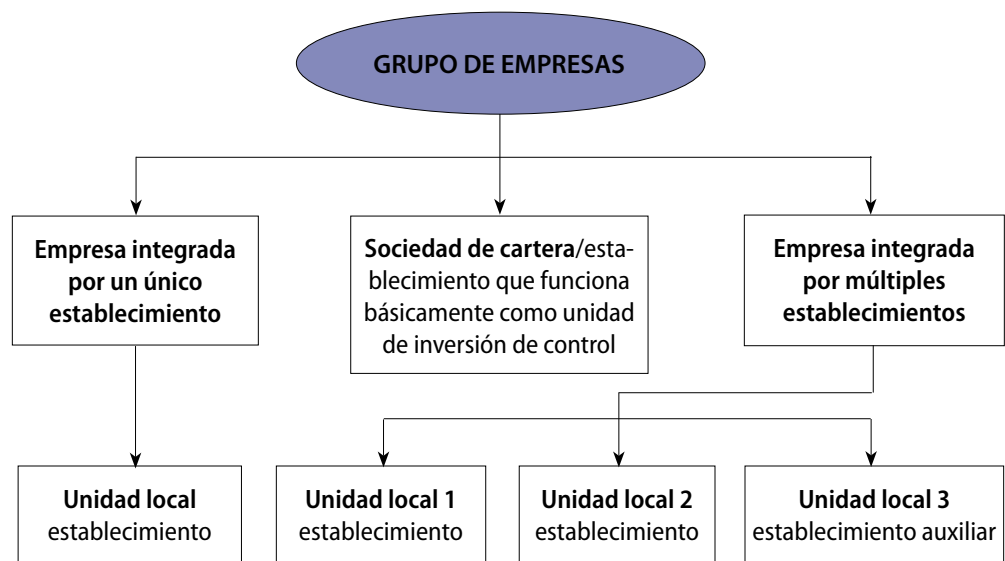 GRUPO DE EMPRESAS
Empresa integrada
por un único
establecimiento
Sociedad de cartera/esta-
blecimiento que funciona
básicamente como unidad
de inversión de control
Empresa integrada
por múltiples
establecimientos
Unidad local
establecimiento
Unidad local 1
establecimiento
Unidad local 2
establecimiento
Unidad local 3
establecimiento auxiliar